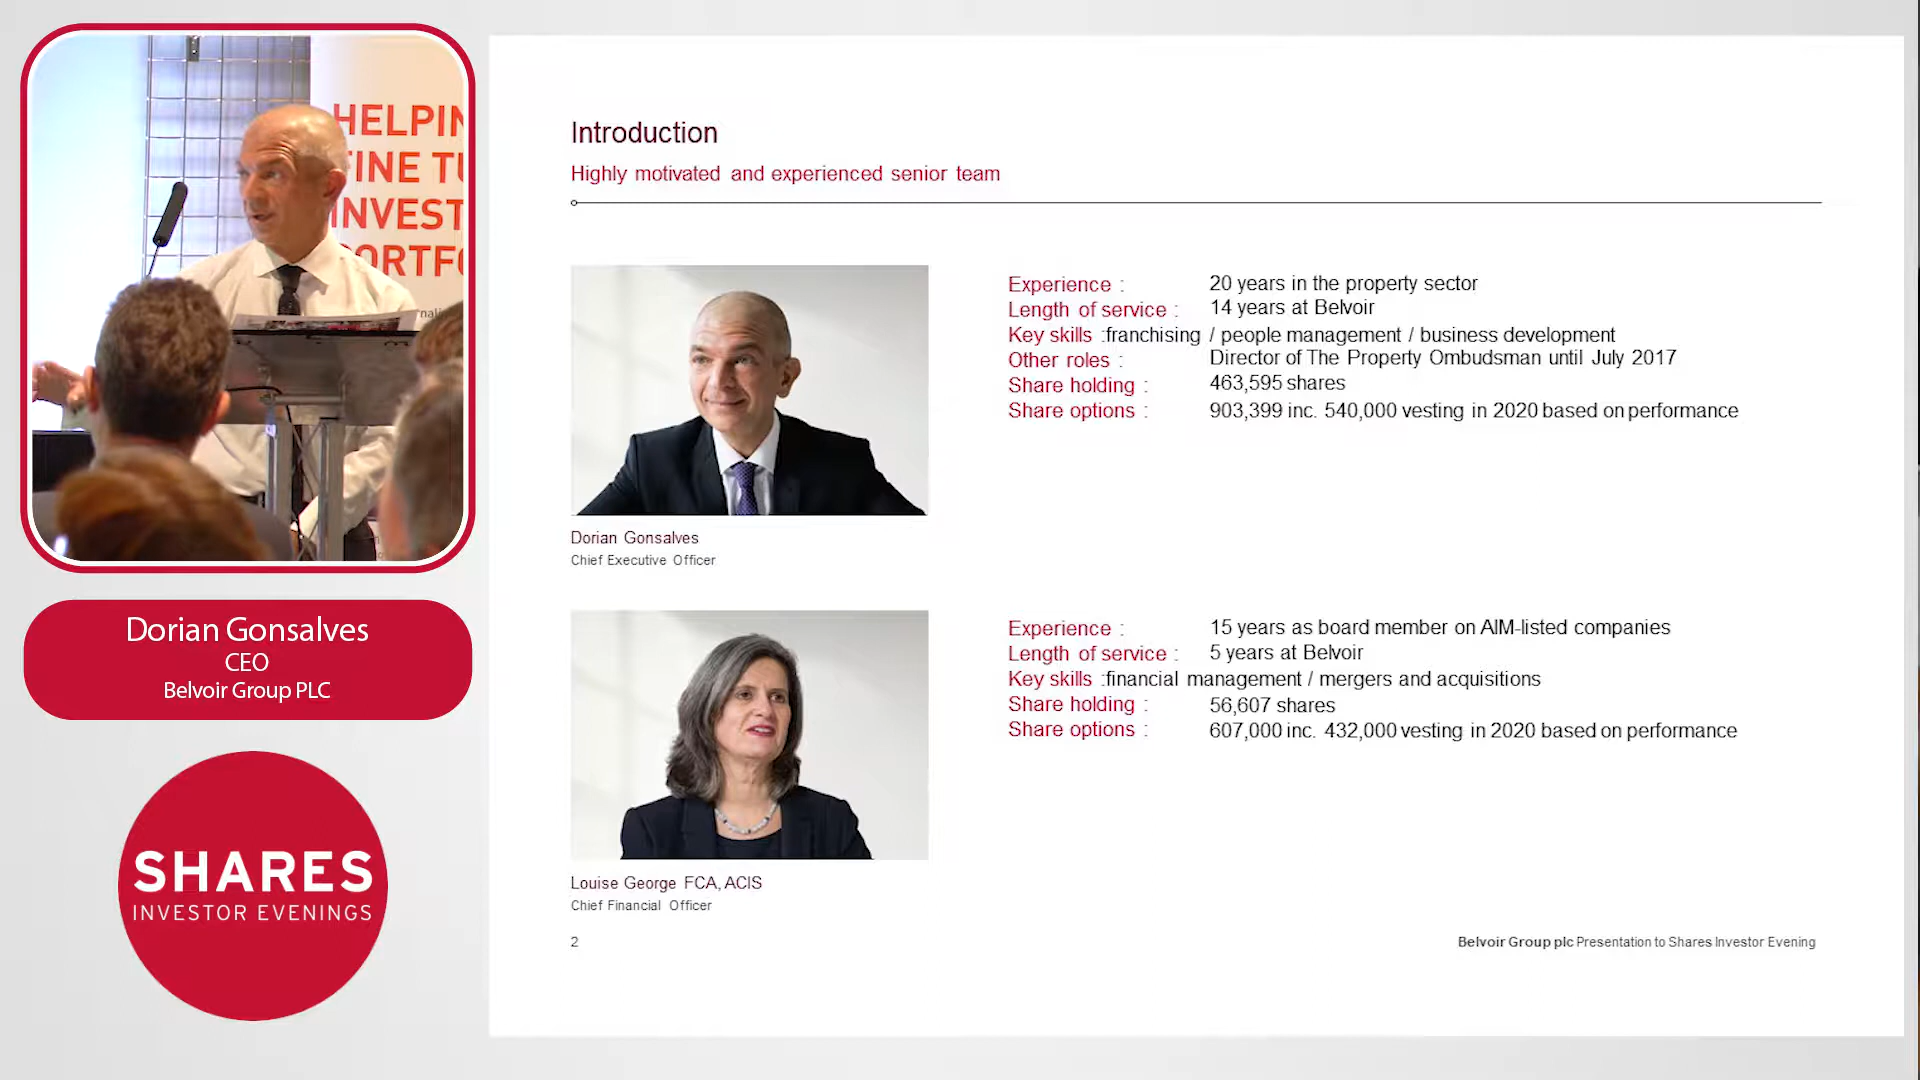 HELPIN
FINE TU
INVEST
PORTFO
Dorian Gonsalves
CEO
Belvoir Group PLC
SHARES
INVESTOR EVENINGS
Introduction
Highly motivated and experienced senior team
Experience : 20 years in the property sector
Length of service : 14 years at Belvoir
Key skills :franchising / people management / business development
Other roles : Director of The Property Ombudsman until July 2017
Share holding : 463,595 shares
Share options : 903,399 inc. 540,000 vesting in 2020 based on performance
Dorian Gonsalves
Chief Executive Officer
Experience : 15 years as board member on AIM-listed companies
Length of service : 5 years at Belvoir
Key skills :financial management / mergers and acquisitions
Share holding : 56,607 shares
Share options : 607,000 inc. 432,000 vesting in 2020 based on performance
Louise George FCA, ACIS
Chief Financial Officer
2
Belvoir Group plc Presentation to Shares Investor Evening